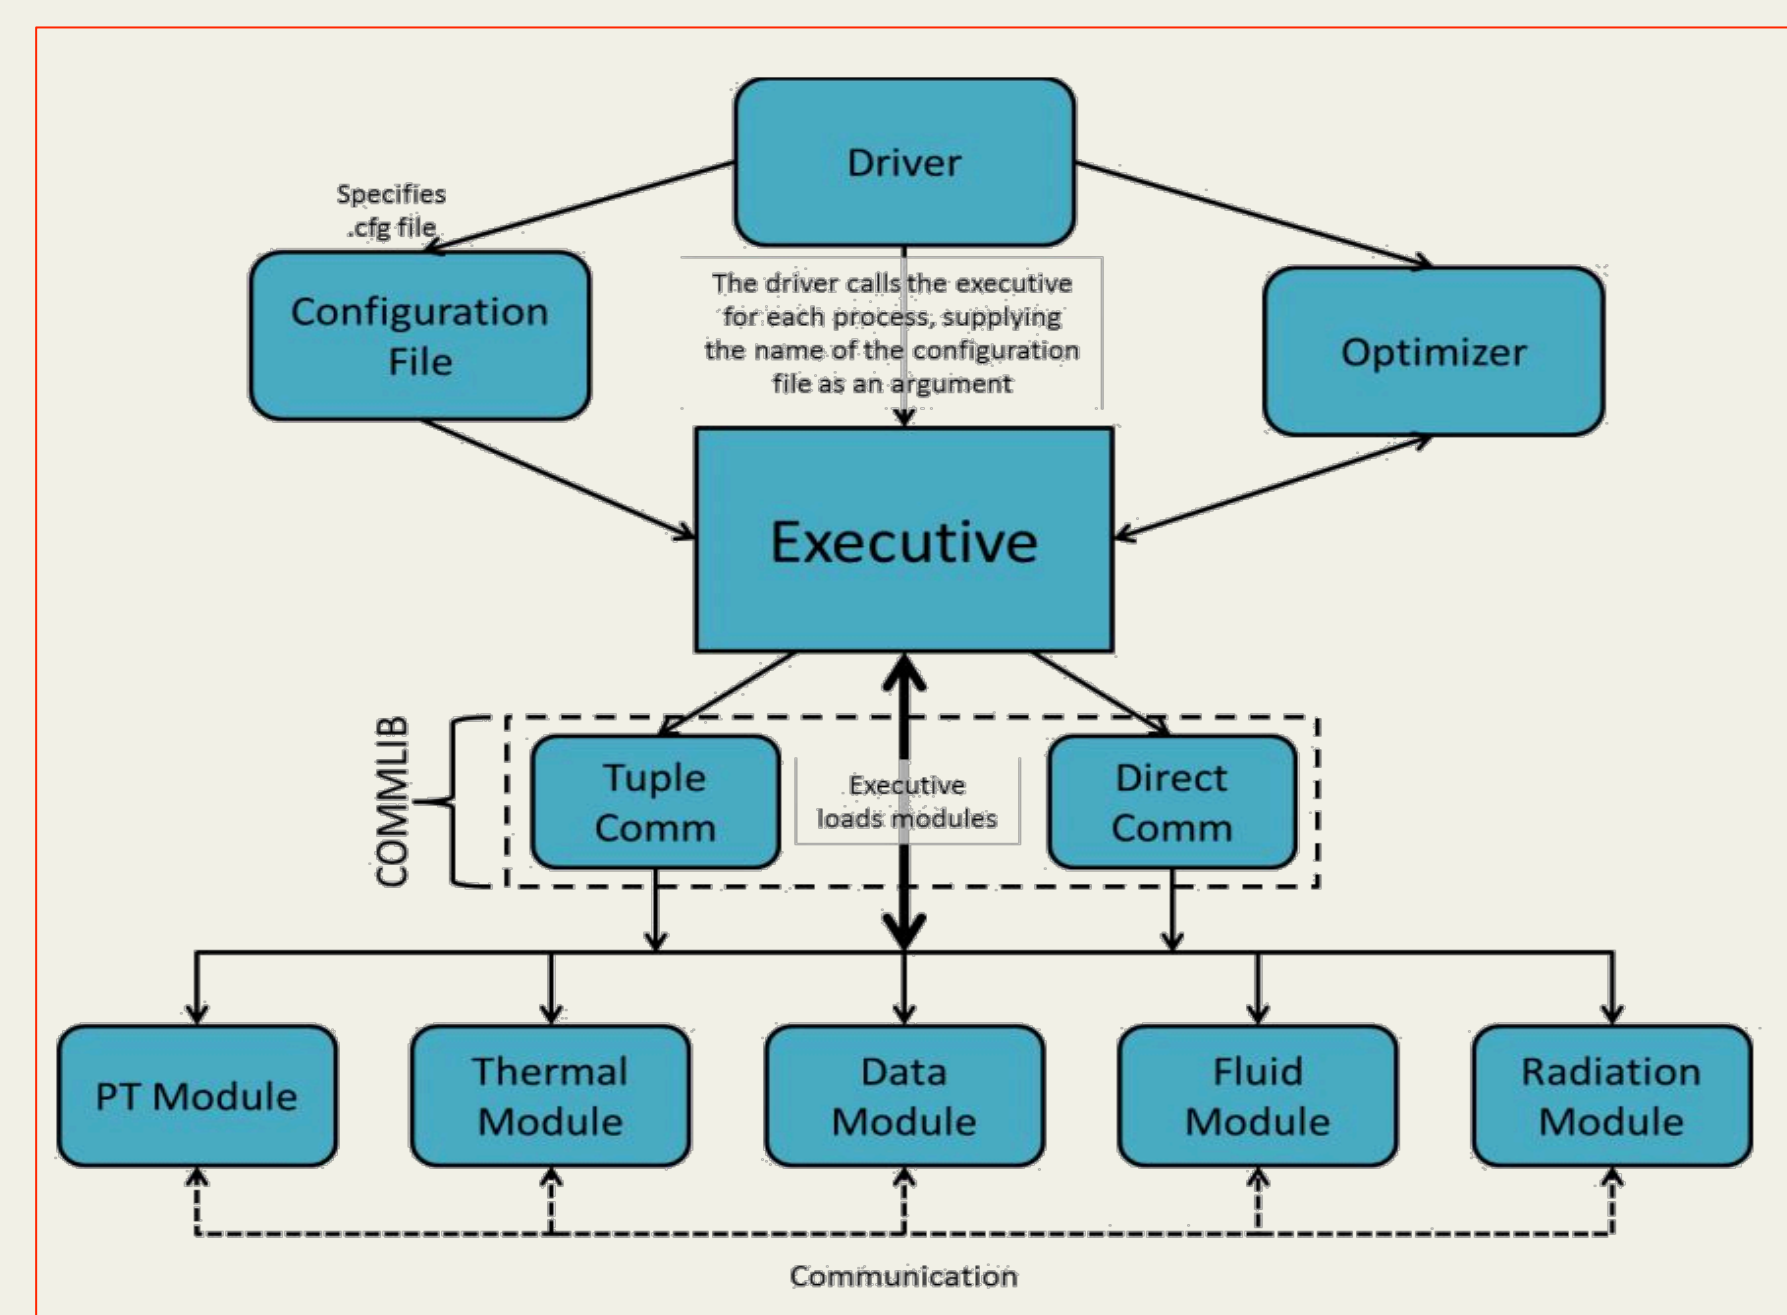 Driver
Specifies
.cfg file
Configuration
File
The driver calls the executive
for each process, supplying
the name of the configuration
file as an argument
Optimizer
Executive
COMMLIB
Tuple
Comm
Executive
loads modules
Direct
Comm
PT Module
Thermal
Module
Data
Module
Fluid
Module
Radiation
Module
Communication